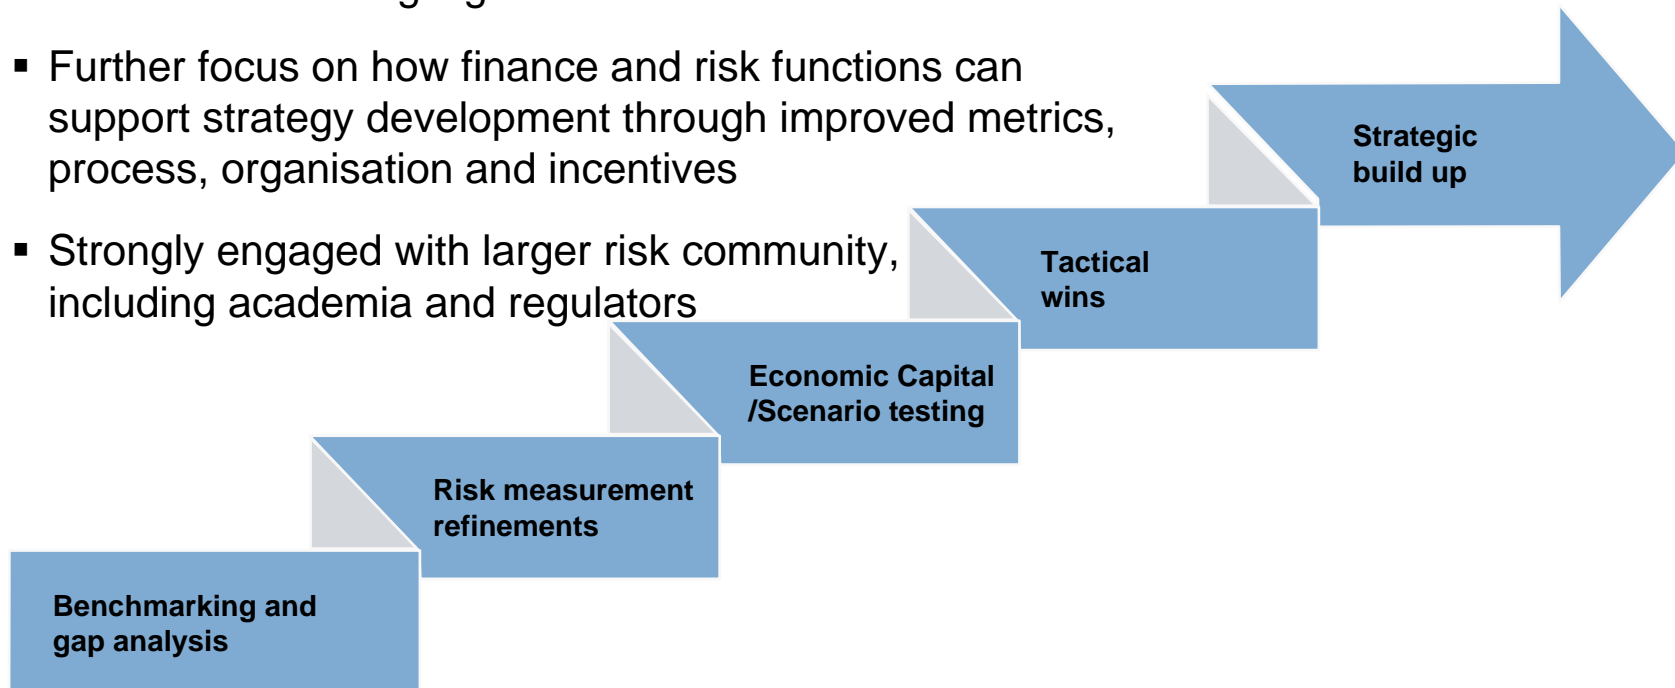 ▪ Further focus on how finance and risk functions can
support strategy development through improved metrics,
process, organisation and incentives
▪ Strongly engaged with larger risk community,
including academia and regulators
Strategic
build up
Tactical
wins
Economic Capital
/Scenario testing
Risk measurement
refinements
Benchmarking and
gap analysis